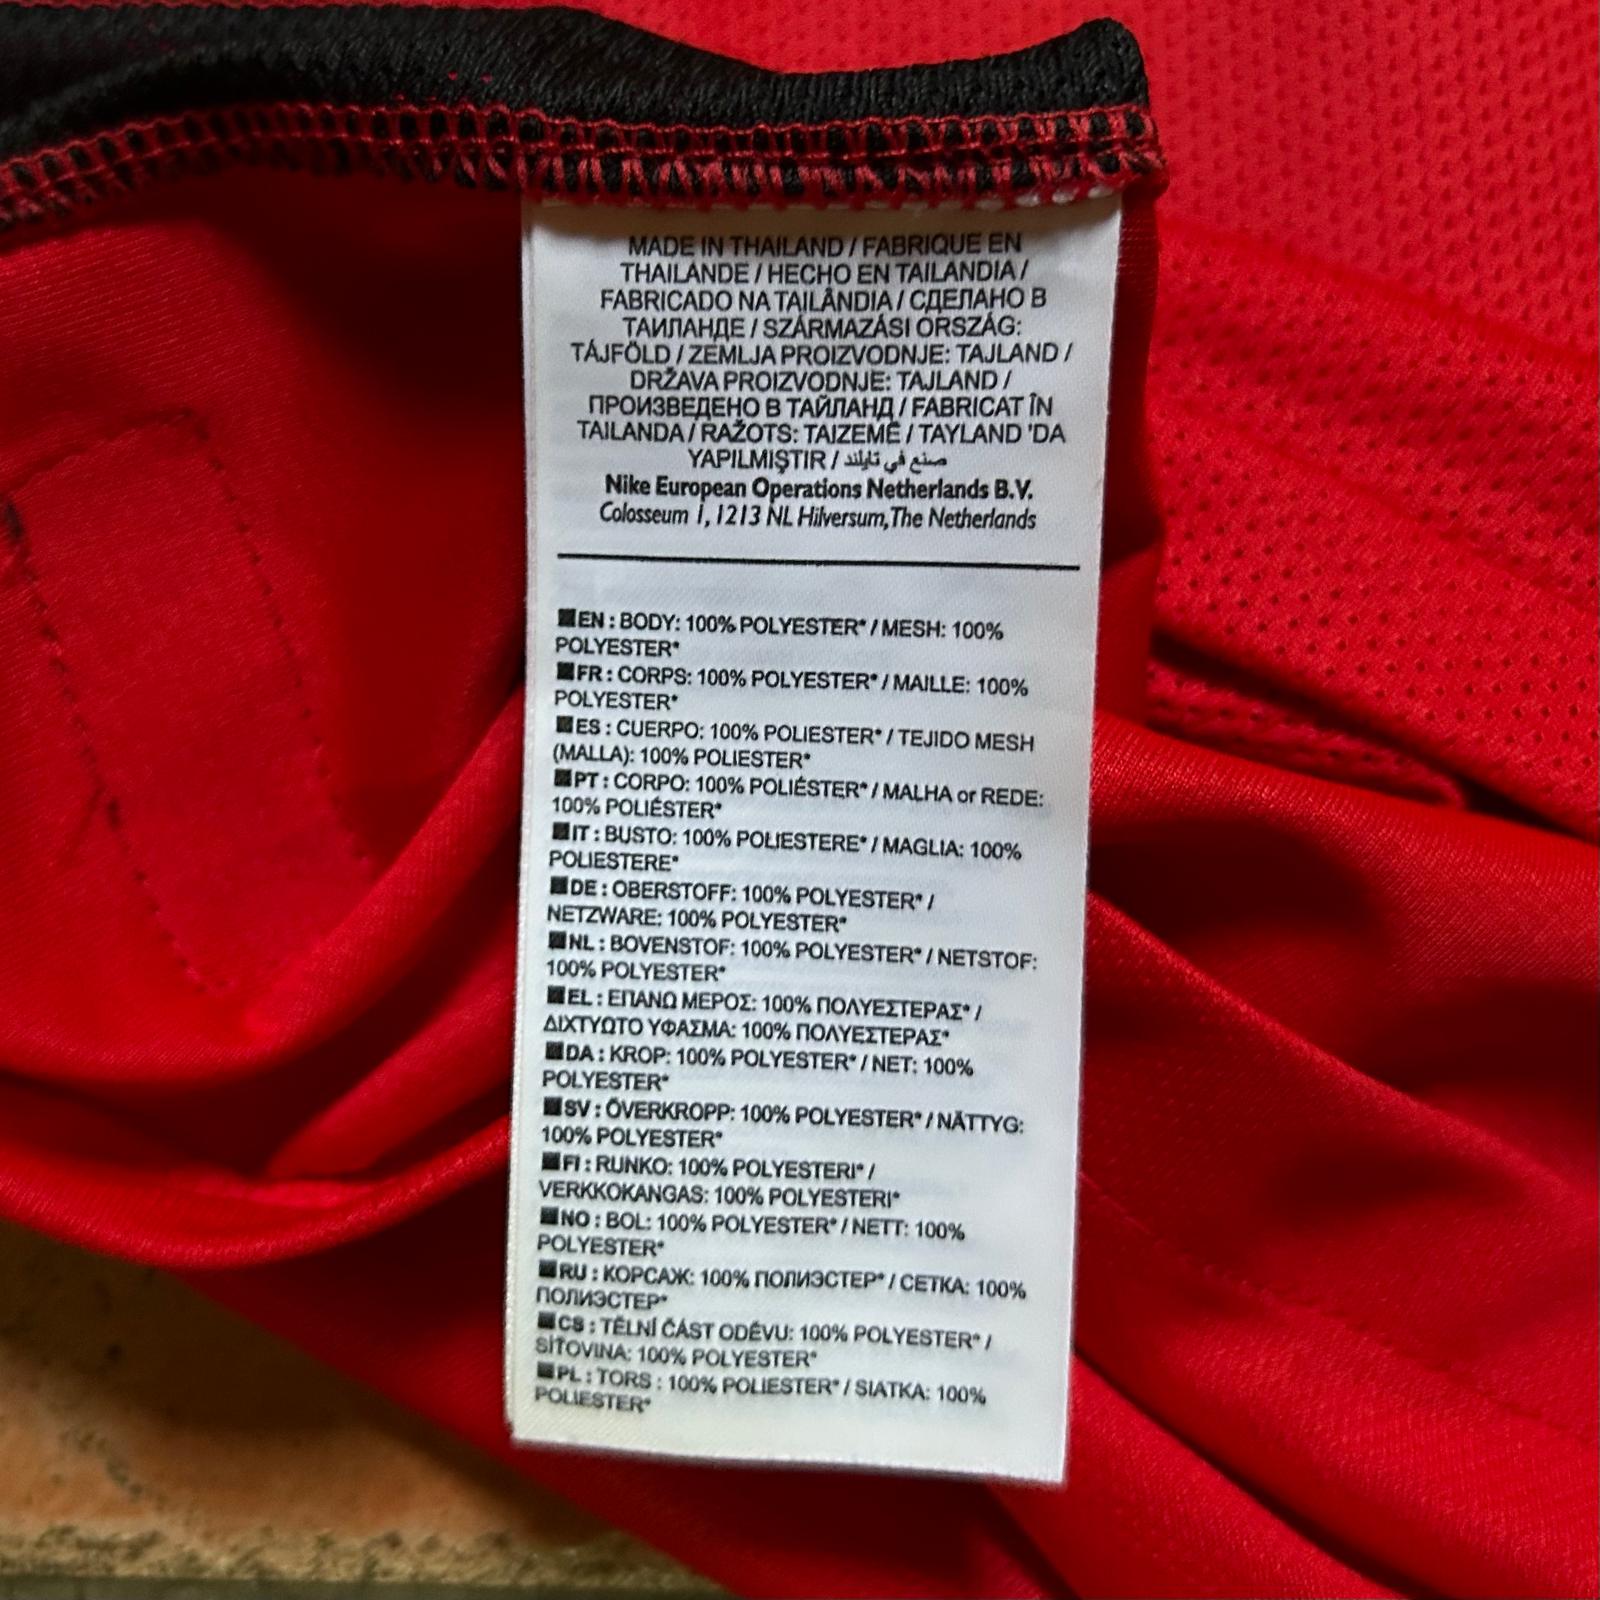 MADE IN THAILAND / FABRIQUE EN
THAILANDE / HECHO EN TAILANDIA /
FABRICADO NA TAILÂNDIA / СДЕЛАНО В
ТАИЛАНДЕ / SZÁRMAZÁSI ORSZÁG:
TÁJFÖLD / ZEMLJA PROIZVODNJE: TAJLAND /
DRŽAVA PROIZVODNJE: TAJLAND /
ПРОИЗВЕДЕНО В ТАЙЛАНД / FABRICAT ÎN
TAILANDA / RAŽOTS: TAIZEMĒ / TAYLAND 'DA
YAPILMIŞTIR / صنع في تايلند
Nike European Operations Netherlands B.V.
Colosseum 1, 1213 NL Hilversum, The Netherlands
EN : BODY: 100% POLYESTER* / MESH: 100%
POLYESTER*
FR : CORPS: 100% POLYESTER* / MAILLE: 100%
POLYESTER*
ES : CUERPO: 100% POLIESTER* / TEJIDO MESH
(MALLA): 100% POLIESTER*
PT : CORPO: 100% POLIÉSTER* / MALHA or REDE:
100% POLIÉSTER*
IT : BUSTO: 100% POLIESTERE* / MAGLIA: 100%
POLIESTERE*
DE : OBERSTOFF: 100% POLYESTER* /
NETZWARE: 100% POLYESTER*
NL : BOVENSTOF: 100% POLYESTER* / NETSTOF:
100% POLYESTER*
EL : ΕΠΑΝΩ ΜΕΡΟΣ: 100% ΠΟΛΥΕΣΤΕΡΑΣ* /
ΔΙΧΤΥΩΤΟ ΥΦΑΣΜΑ: 100% ΠΟΛΥΕΣΤΕΡΑΣ*
DA : KROP: 100% POLYESTER* / NET: 100%
POLYESTER*
SV : ÖVERKROPP: 100% POLYESTER* / NÄTTYG:
100% POLYESTER*
FI : RUNKO: 100% POLYESTERI* /
VERKKOKANGAS: 100% POLYESTERI*
NO : BOL: 100% POLYESTER* / NETT: 100%
POLYESTER*
RU : КОРСАЖ: 100% ПОЛИЭСТЕР* / СЕТКА: 100%
ПОЛИЭСТЕР*
CS : TĚLNÍ ČÁST ODĚVU: 100% POLYESTER* /
SÍŤOVINA: 100% POLYESTER*
PL : TORS : 100% POLIESTER* / SIATKA: 100%
POLIESTER*